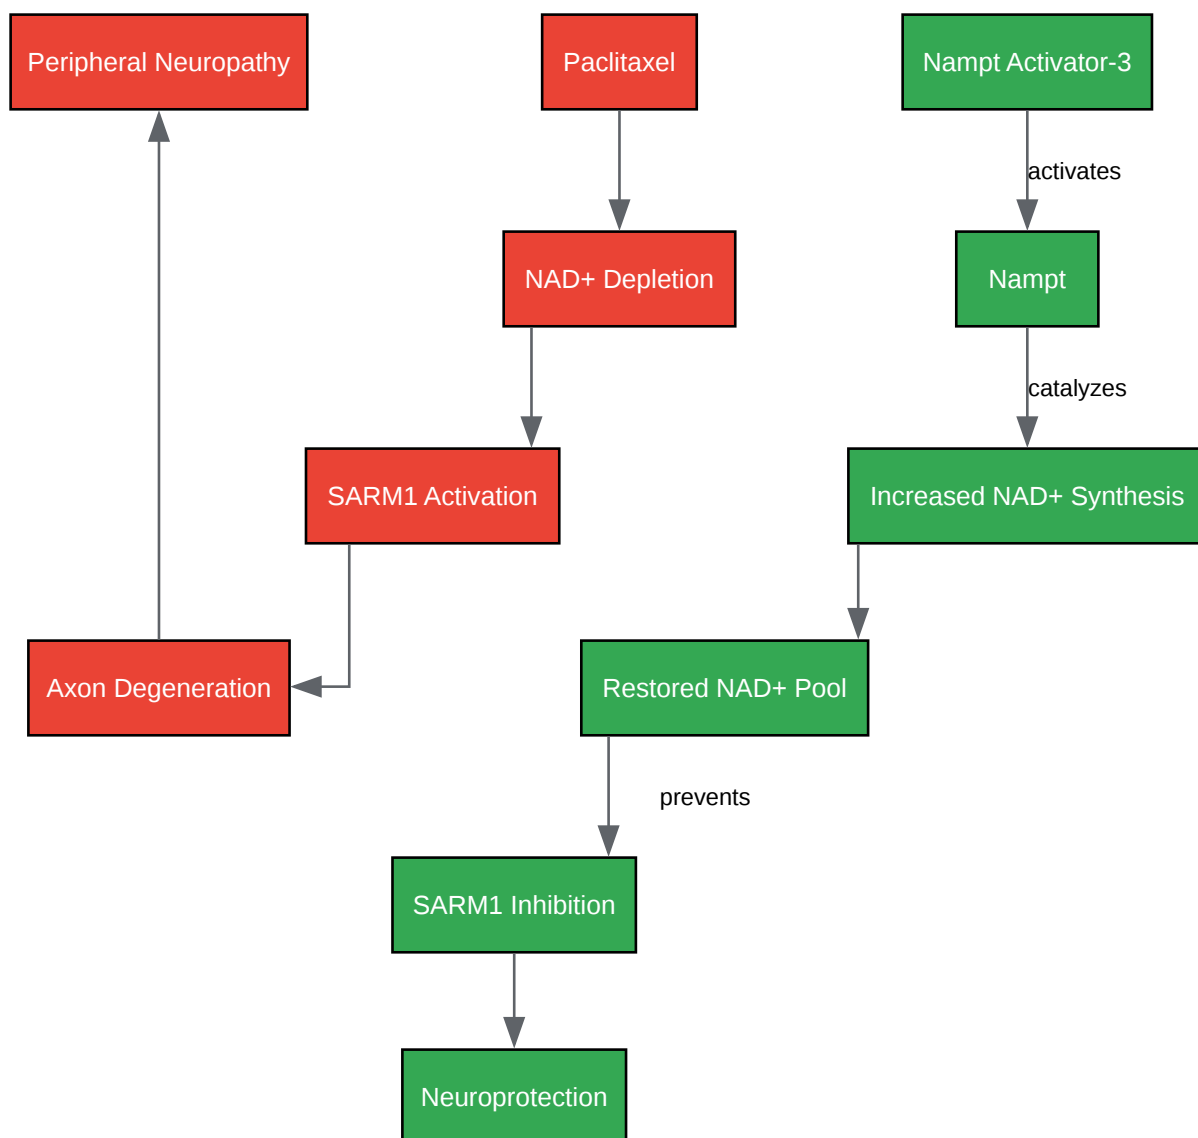 Peripheral Neuropathy
Paclitaxel
Nampt Activator-3
activates
NAD+ Depletion
Nampt
catalyzes
SARM1 Activation
Increased NAD+ Synthesis
Axon Degeneration
Restored NAD+ Pool
prevents
SARM1 Inhibition
Neuroprotection